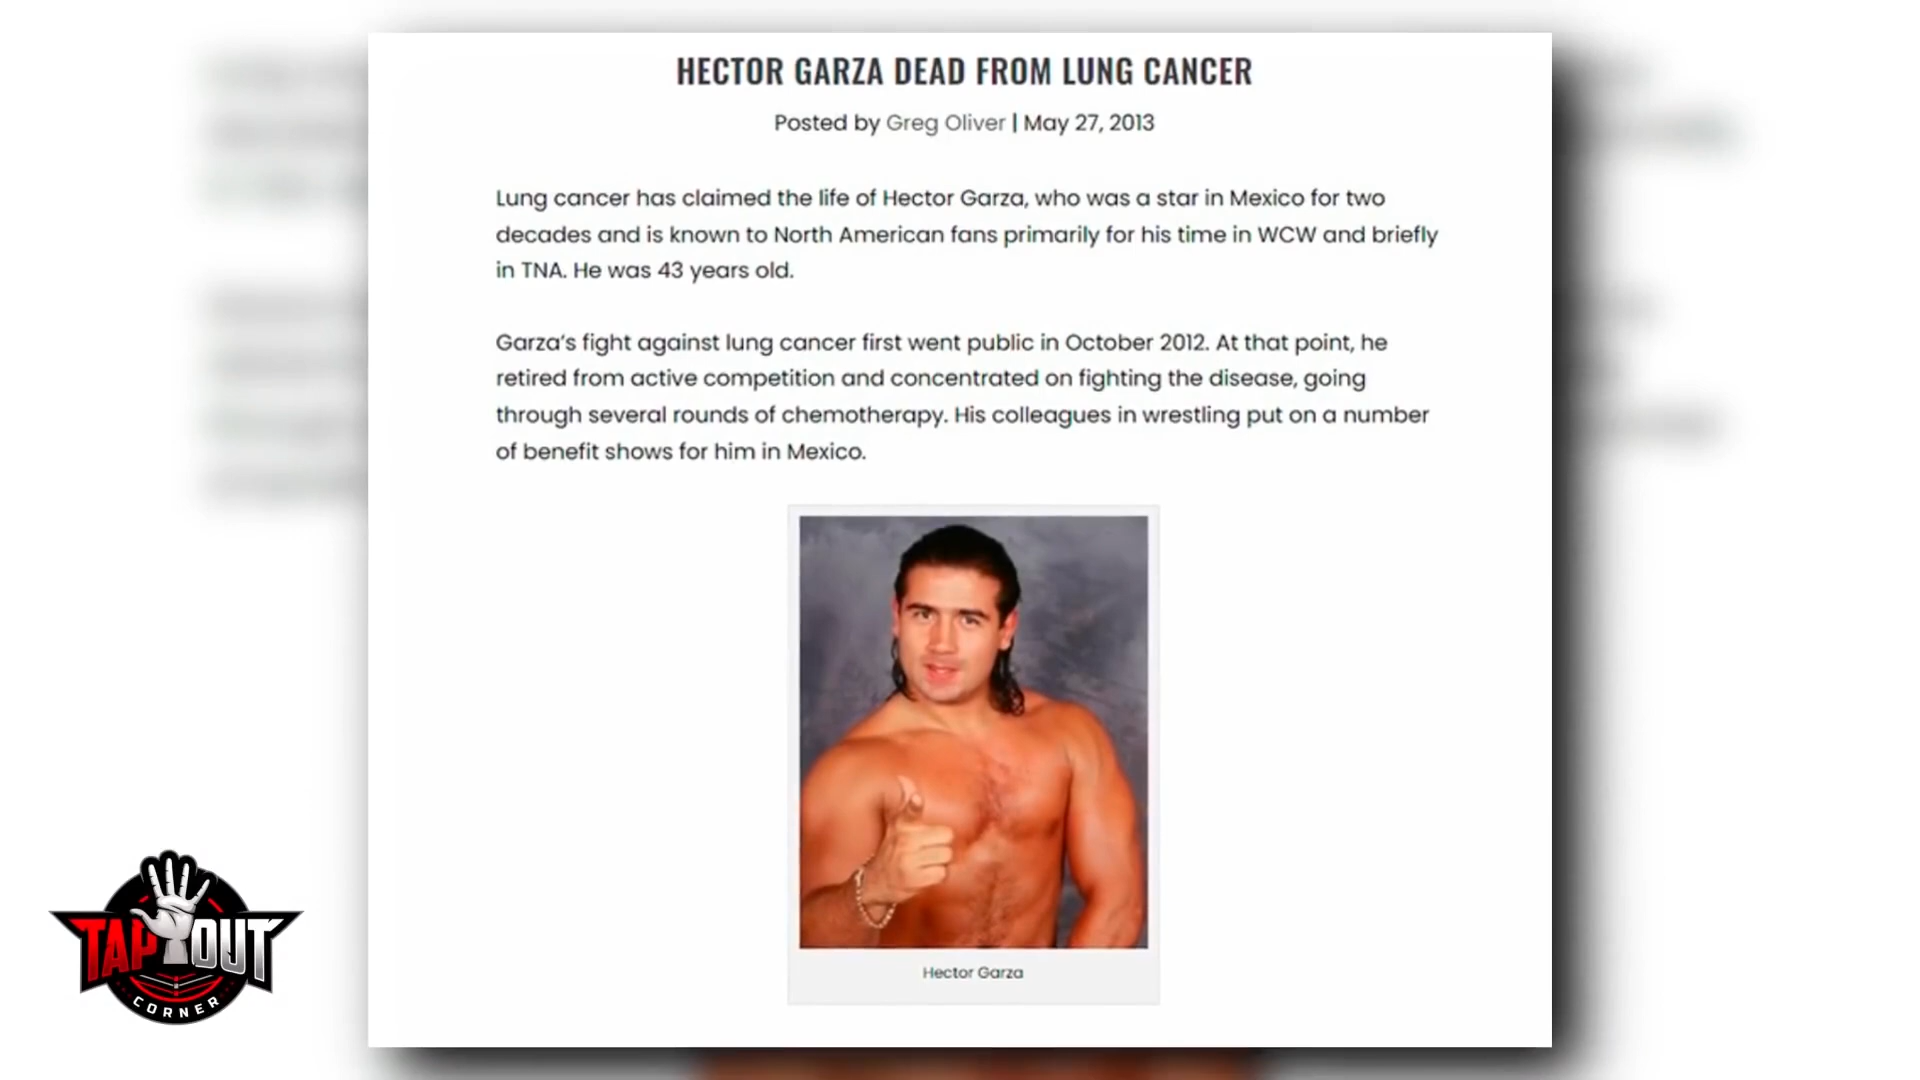 HECTOR GARZA DEAD FROM LUNG CANCER
Posted by Greg Oliver | May 27, 2013
Lung cancer has claimed the life of Hector Garza, who was a star in Mexico for two
decades and is known to North American fans primarily for his time in WCW and briefly
in TNA. He was 43 years old.
Garza’s fight against lung cancer first went public in October 2012. At that point, he
retired from active competition and concentrated on fighting the disease, going
through several rounds of chemotherapy. His colleagues in wrestling put on a number
of benefit shows for him in Mexico.
Hector Garza
TAP OUT
CORNER